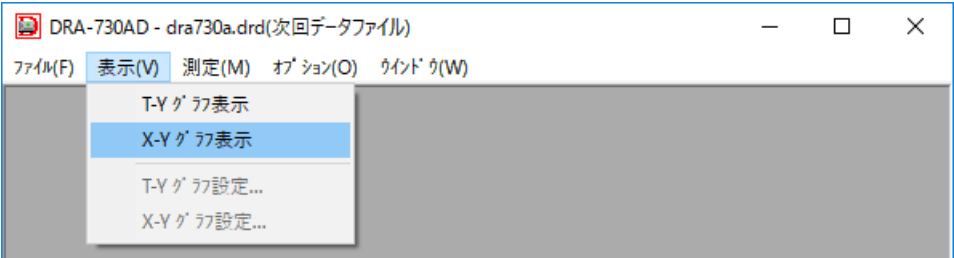 DRA-730AD - dra730a.drd(次回データファイル)
ﾌｧｲﾙ(F) 表示(V) 測定(M) ｵﾌﾟｼｮﾝ(O) ｳｲﾝﾄﾞｳ(W)
T-Y ｸﾞﾗﾌ表示
X-Y ｸﾞﾗﾌ表示
T-Y ｸﾞﾗﾌ設定...
X-Y ｸﾞﾗﾌ設定...